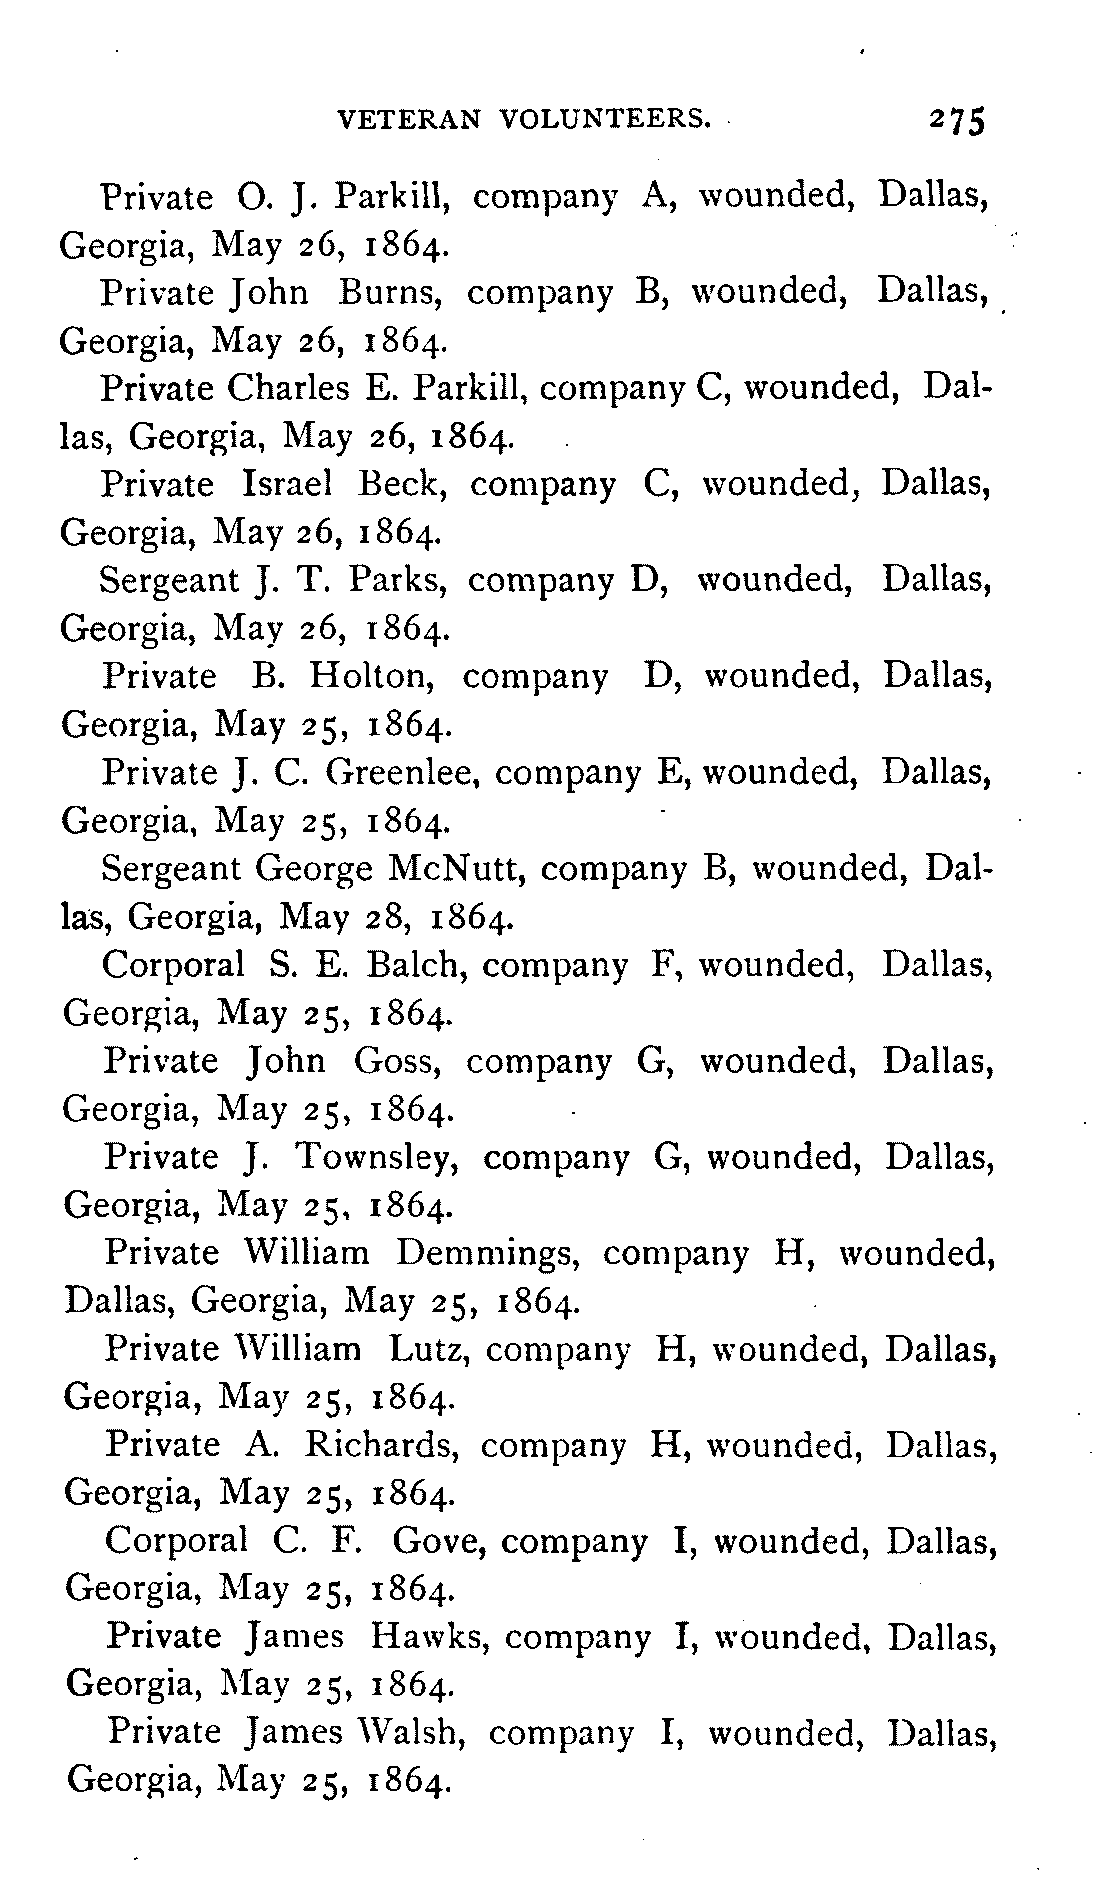 VETERAN VOLUNTEERS. 275
Private O. J. Parkill, company A, wounded, Dallas,
Georgia, May 26, 1864.
Private John Burns, company B, wounded, Dallas,
Georgia, May 26, 1864.
Private Charles E. Parkill, company C, wounded, Dal-
las, Georgia, May 26, 1864.
Private Israel Beck, company C, wounded, Dallas,
Georgia, May 26, 1864.
Sergeant J. T. Parks, company D, wounded, Dallas,
Georgia, May 26, 1864.
Private B. Holton, company D, wounded, Dallas,
Georgia, May 25, 1864.
Private J. C. Greenlee, company E, wounded, Dallas,
Georgia, May 25, 1864.
Sergeant George McNutt, company B, wounded, Dal-
las, Georgia, May 28, 1864.
Corporal S. E. Balch, company F, wounded, Dallas,
Georgia, May 25, 1864.
Private John Goss, company G, wounded, Dallas,
Georgia, May 25, 1864.
Private J. Townsley, company G, wounded, Dallas,
Georgia, May 25, 1864.
Private William Demmings, company H, wounded,
Dallas, Georgia, May 25, 1864.
Private William Lutz, company H, wounded, Dallas,
Georgia, May 25, 1864.
Private A. Richards, company H, wounded, Dallas,
Georgia, May 25, 1864.
Corporal C. F. Gove, company I, wounded, Dallas,
Georgia, May 25, 1864.
Private James Hawks, company I, wounded, Dallas,
Georgia, May 25, 1864.
Private James Walsh, company I, wounded, Dallas,
Georgia, May 25, 1864.